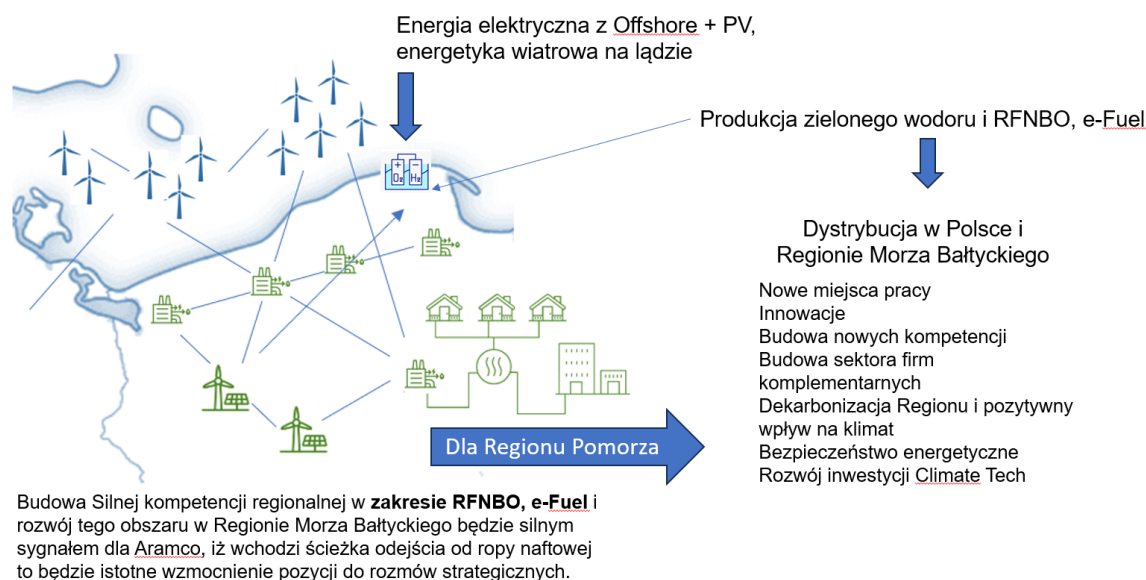 Energia elektryczna z Offshore + PV,
energetyka wiatrowa na lądzie
Produkcja zielonego wodoru i RFNBO, e-Fuel
+ −
O₂ H₂
Dystrybucja w Polsce i
Regionie Morza Bałtyckiego
Nowe miejsca pracy
Innowacje
Budowa nowych kompetencji
Budowa sektora firm
komplementarnych
Dekarbonizacja Regionu i pozytywny
wpływ na klimat
Bezpieczeństwo energetyczne
Rozwój inwestycji Climate Tech
Dla Regionu Pomorza
Budowa Silnej kompetencji regionalnej w zakresie RFNBO, e-Fuel i
rozwój tego obszaru w Regionie Morza Bałtyckiego będzie silnym
sygnałem dla Aramco, iż wchodzi ścieżka odejścia od ropy naftowej
to będzie istotne wzmocnienie pozycji do rozmów strategicznych.